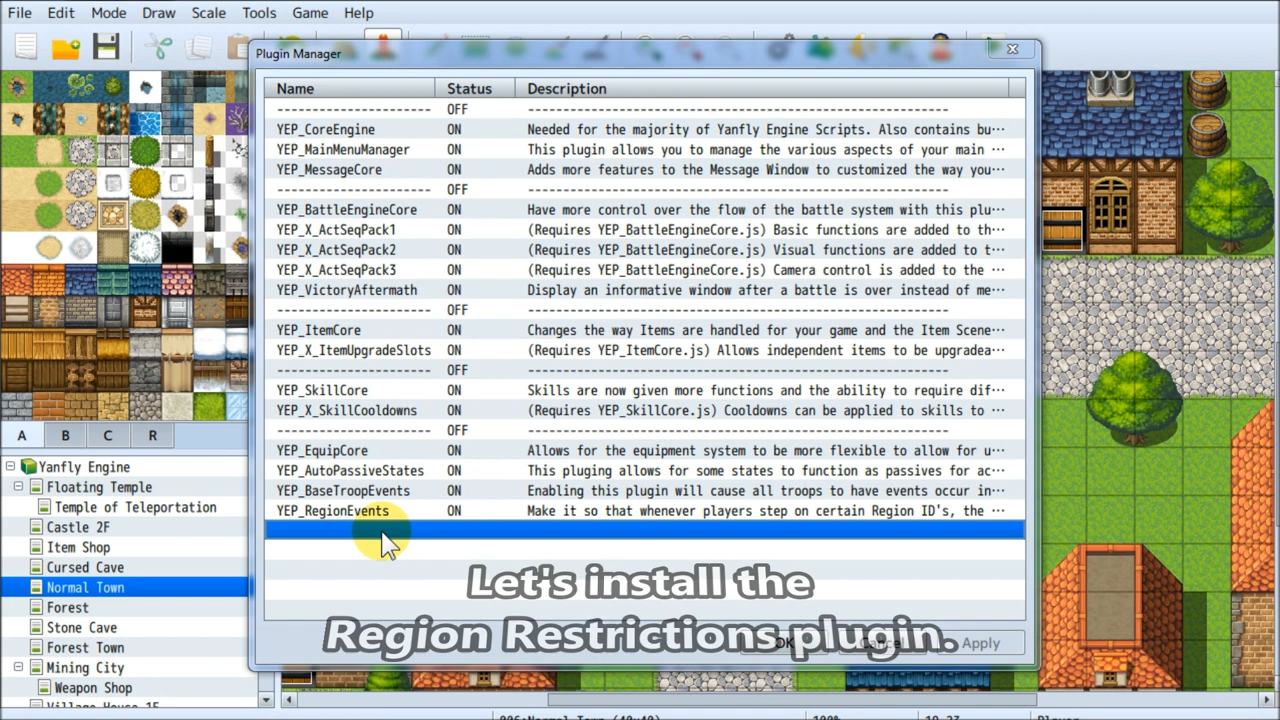 File Edit Mode Draw Scale Tools Game Help
Plugin Manager
Name Status Description
---------------------- OFF ------------------------------------------------------------
YEP_CoreEngine ON Needed for the majority of Yanfly Engine Scripts. Also contains bu…
YEP_MainMenuManager ON This plugin allows you to manage the various aspects of your main …
YEP_MessageCore ON Adds more features to the Message Window to customized the way you…
---------------------- OFF ------------------------------------------------------------
YEP_BattleEngineCore ON Have more control over the flow of the battle system with this plu…
YEP_X_ActSeqPack1 ON (Requires YEP_BattleEngineCore.js) Basic functions are added to th…
YEP_X_ActSeqPack2 ON (Requires YEP_BattleEngineCore.js) Visual functions are added to t…
YEP_X_ActSeqPack3 ON (Requires YEP_BattleEngineCore.js) Camera control is added to the …
YEP_VictoryAftermath ON Display an informative window after a battle is over instead of me…
---------------------- OFF ------------------------------------------------------------
YEP_ItemCore ON Changes the way Items are handled for your game and the Item Scene…
YEP_X_ItemUpgradeSlots ON (Requires YEP_ItemCore.js) Allows independent items to be upgradea…
---------------------- OFF ------------------------------------------------------------
YEP_SkillCore ON Skills are now given more functions and the ability to require dif…
YEP_X_SkillCooldowns ON (Requires YEP_SkillCore.js) Cooldowns can be applied to skills to …
---------------------- OFF ------------------------------------------------------------
YEP_EquipCore ON Allows for the equipment system to be more flexible to allow for u…
YEP_AutoPassiveStates ON This pluging allows for some states to function as passives for ac…
YEP_BaseTroopEvents ON Enabling this plugin will cause all troops to have events occur in…
YEP_RegionEvents ON Make it so that whenever players step on certain Region ID's, the …
A B C R
Yanfly Engine
Floating Temple
Temple of Teleportation
Castle 2F
Item Shop
Cursed Cave
Normal Town
Forest
Stone Cave
Forest Town
Mining City
Weapon Shop
Let's install the
Region Restrictions plugin.
OK Cancel Apply